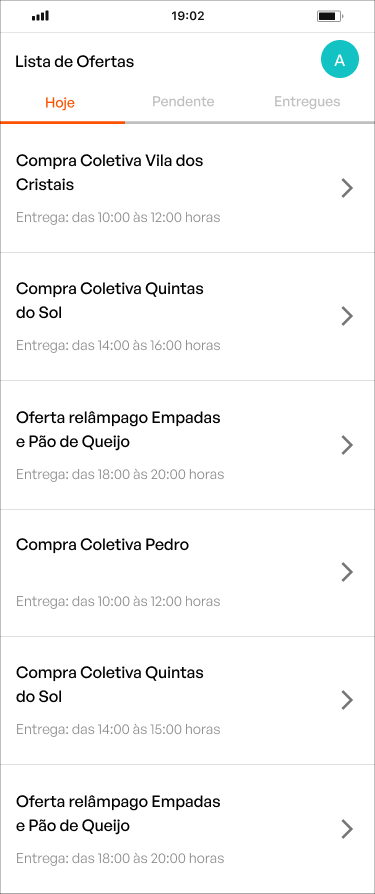 19:02
Lista de Ofertas
A
Hoje
Pendente
Entregues
Compra Coletiva Vila dos
Cristais
Entrega: das 10:00 às 12:00 horas
Compra Coletiva Quintas
do Sol
Entrega: das 14:00 às 16:00 horas
Oferta relâmpago Empadas
e Pão de Queijo
Entrega: das 18:00 às 20:00 horas
Compra Coletiva Pedro
Entrega: das 10:00 às 12:00 horas
Compra Coletiva Quintas
do Sol
Entrega: das 14:00 às 15:00 horas
Oferta relâmpago Empadas
e Pão de Queijo
Entrega: das 18:00 às 20:00 horas